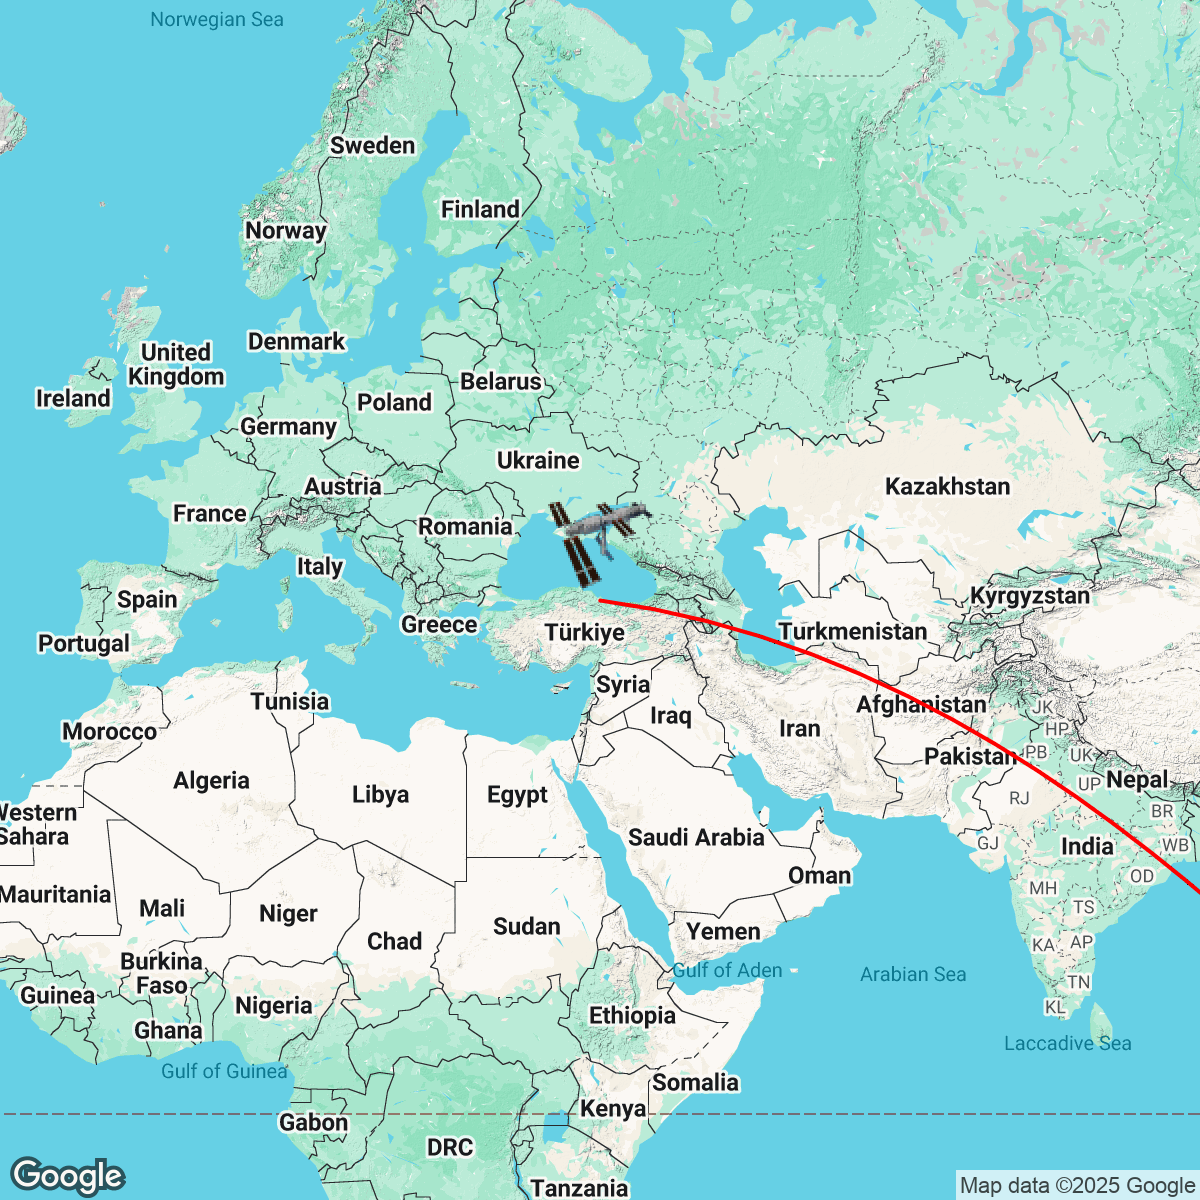 Norwegian Sea
Sweden
Finland
Norway
Denmark
United
Kingdom
Ireland
Belarus
Poland
Germany
Ukraine
Austria
Kazakhstan
France
Romania
Italy
Spain
Kyrgyzstan
Greece
Türkiye
Turkmenistan
Portugal
Syria
Tunisia
Afghanistan
JK
Iraq
Morocco
Iran
HP
Pakistan
PB
UK
Algeria
Libya
Egypt
Nepal
UP
RJ
BR
Western
Sahara
Saudi Arabia
GJ
India
WB
Oman
OD
Mauritania
MH
Mali
Niger
TS
Sudan
Chad
Yemen
KA
AP
Burkina
Faso
Gulf of Aden
Arabian Sea
TN
Guinea
Nigeria
KL
Ghana
Ethiopia
Laccadive Sea
Gulf of Guinea
Somalia
Kenya
Gabon
DRC
Tanzania
Google
Map data ©2025 Google